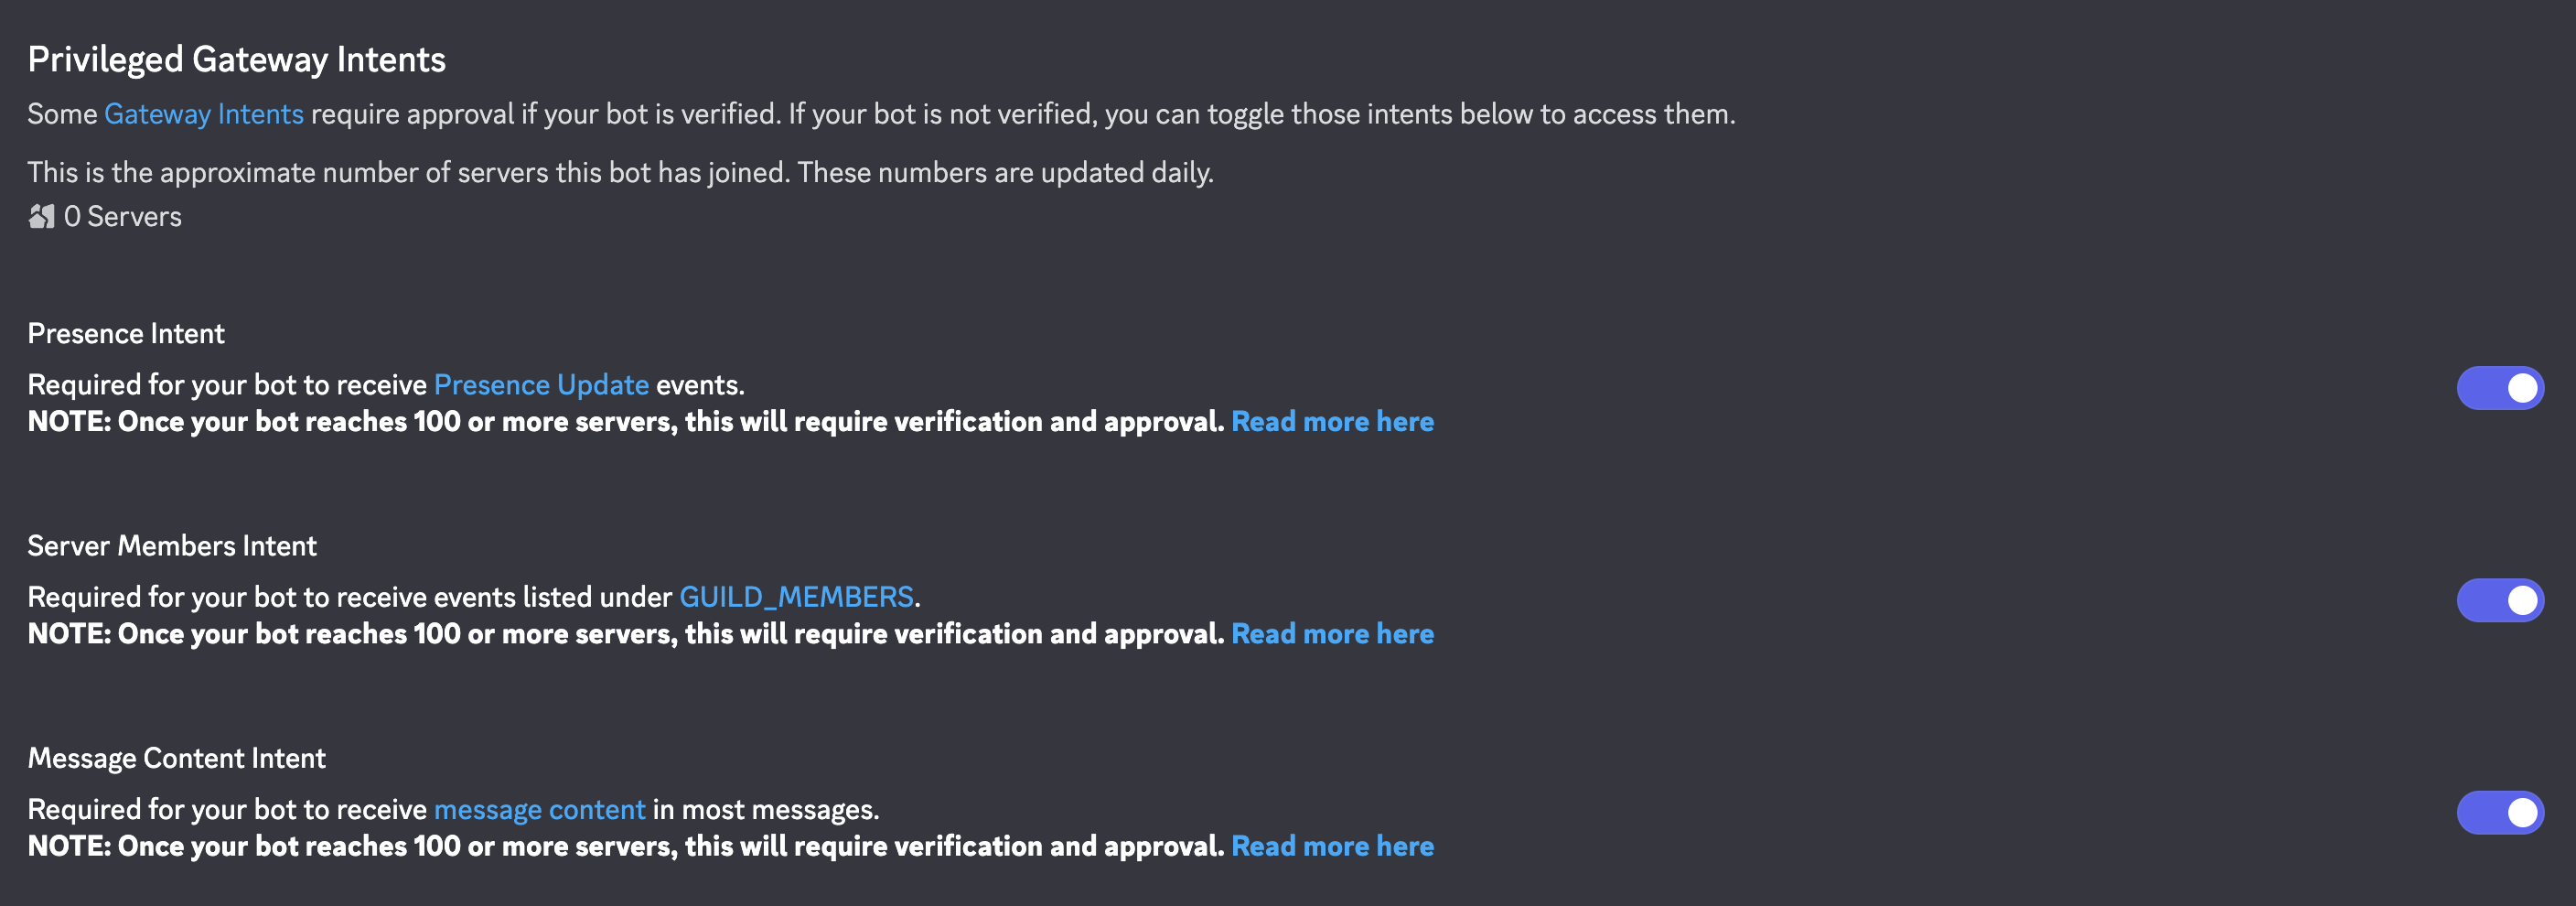 Privileged Gateway Intents
Some Gateway Intents require approval if your bot is verified. If your bot is not verified, you can toggle those intents below to access them.
This is the approximate number of servers this bot has joined. These numbers are updated daily.
0 Servers
Presence Intent
Required for your bot to receive Presence Update events.
NOTE: Once your bot reaches 100 or more servers, this will require verification and approval. Read more here
Server Members Intent
Required for your bot to receive events listed under GUILD_MEMBERS.
NOTE: Once your bot reaches 100 or more servers, this will require verification and approval. Read more here
Message Content Intent
Required for your bot to receive message content in most messages.
NOTE: Once your bot reaches 100 or more servers, this will require verification and approval. Read more here